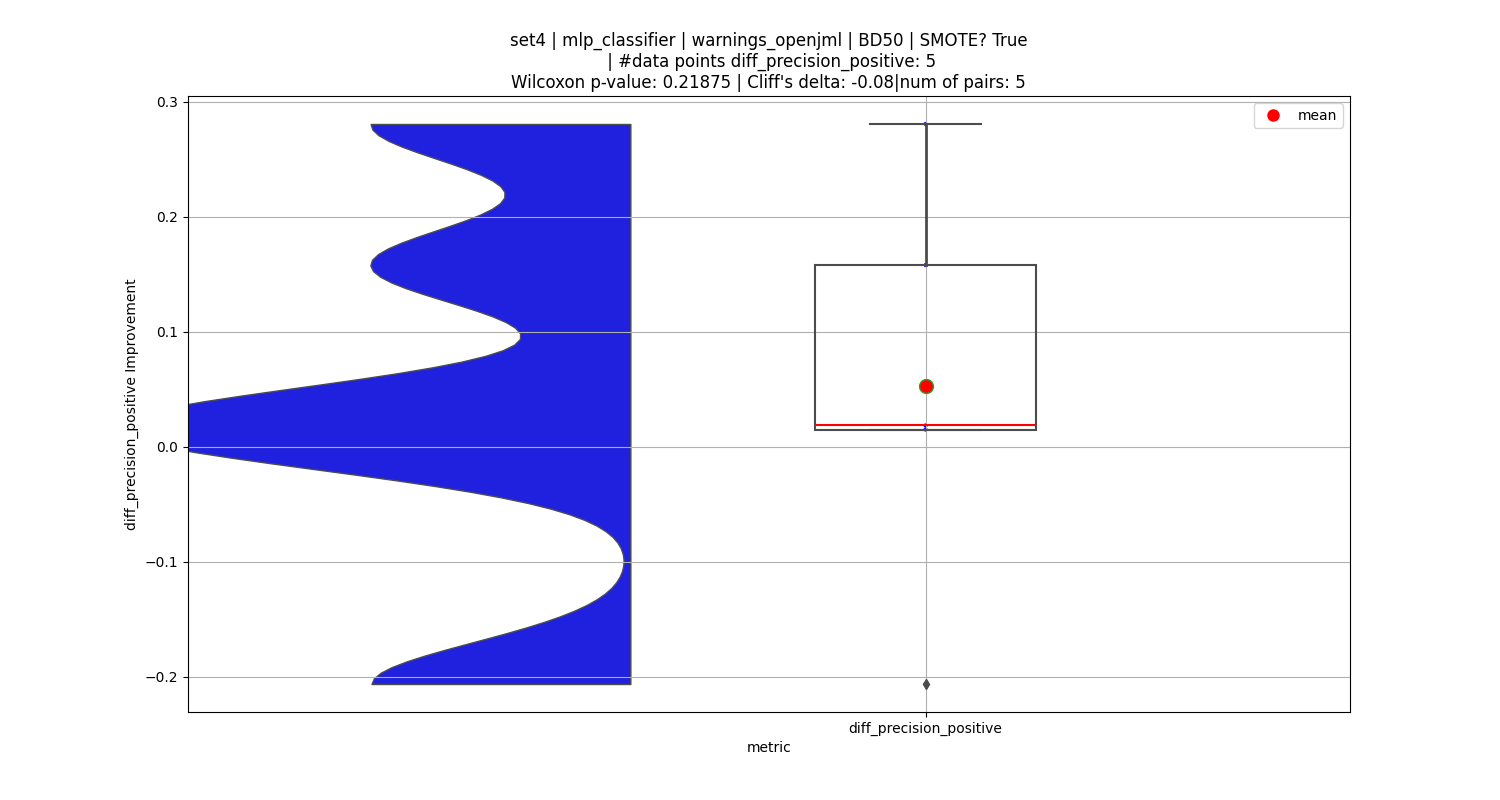 set4 | mlp_classifier | warnings_openjml | BD50 | SMOTE? True
| #data points diff_precision_positive: 5
Wilcoxon p-value: 0.21875 | Cliff's delta: -0.08|num of pairs: 5
mean
0.3
0.2
0.1
0.0
−0.1
−0.2
diff_precision_positive Improvement
diff_precision_positive
metric